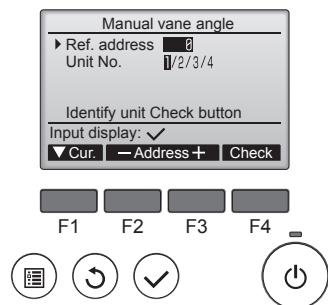 Manual vane angle
Ref. address 0
Unit No. 1/2/3/4
Identify unit Check button
Input display: ✓
▼ Cur. − Address + Check
F1 F2 F3 F4